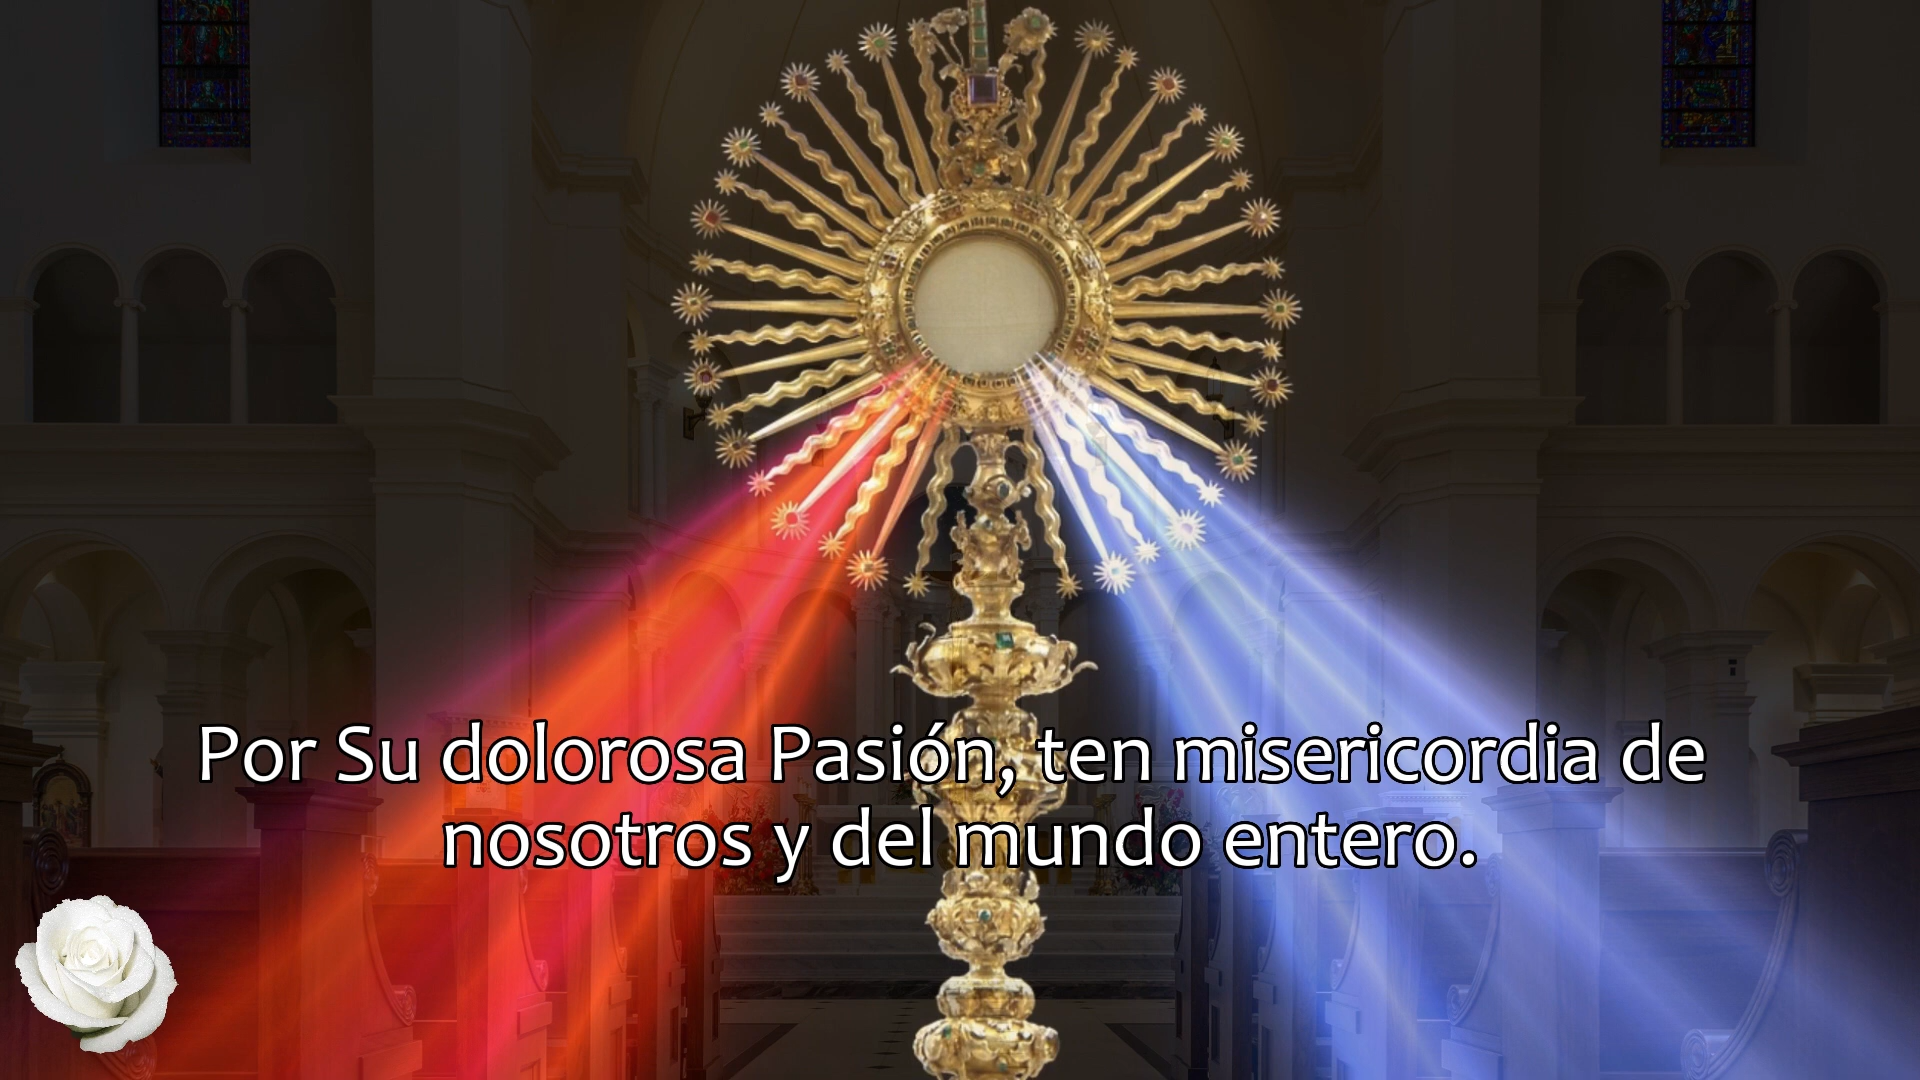 Por Su dolorosa Pasión, ten misericordia de
nosotros y del mundo entero.